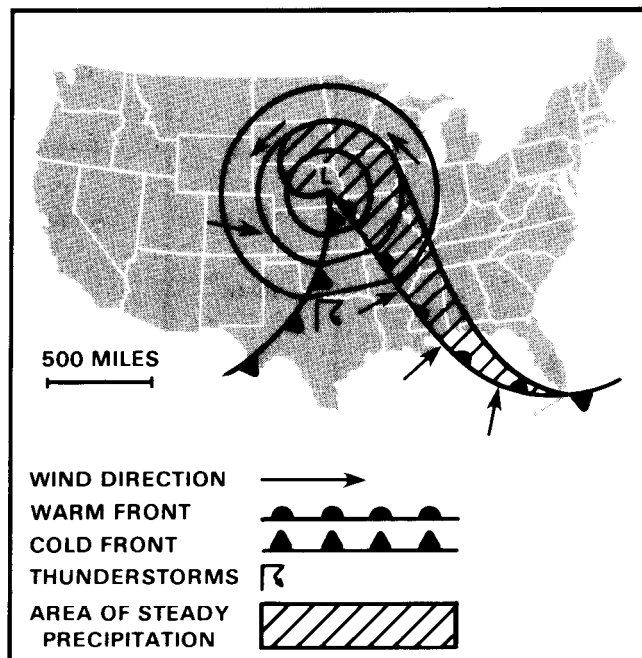 L
500 MILES
WIND DIRECTION
WARM FRONT
COLD FRONT
THUNDERSTORMS
AREA OF STEADY
PRECIPITATION